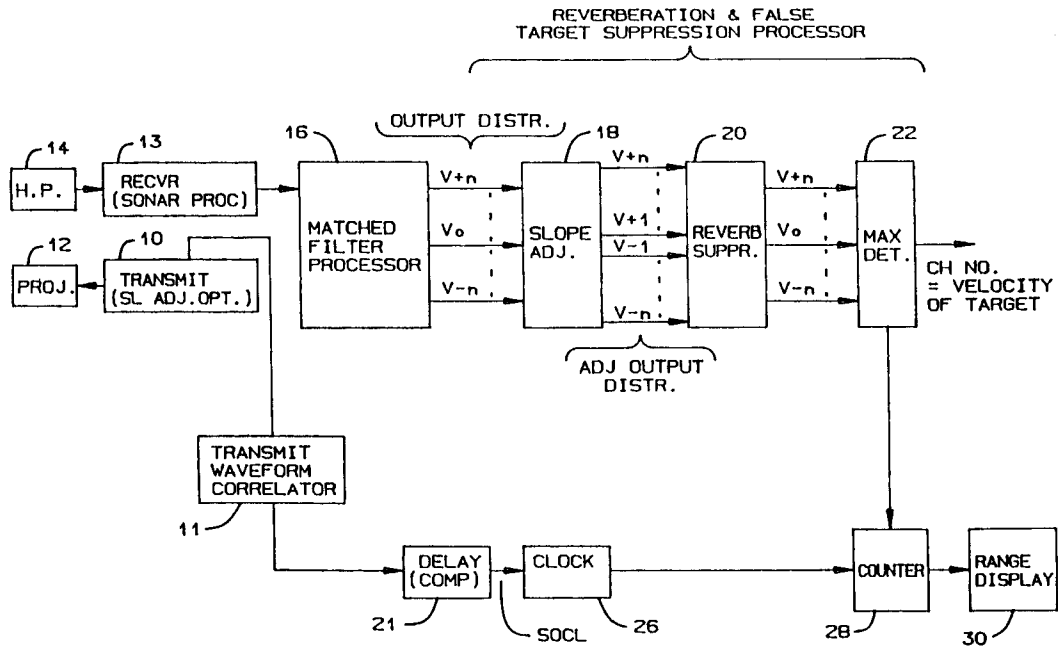 REVERBERATION & FALSE
TARGET SUPPRESSION PROCESSOR
OUTPUT DISTR.
14
13
16
18
20
22
H.P.
RECVR
(SONAR PROC)
MATCHED
FILTER
PROCESSOR
V+n
Vo
V-n
SLOPE
ADJ.
V+n
V+1
V-1
V-n
REVERB
SUPPR.
V+n
Vo
V-n
MAX
DET.
CH NO.
= VELOCITY
OF TARGET
12
10
PROJ.
TRANSMIT
(SL ADJ.OPT.)
ADJ OUTPUT
DISTR.
TRANSMIT
WAVEFORM
CORRELATOR
11
DELAY
(COMP)
21
SOCL
CLOCK
26
COUNTER
28
RANGE
DISPLAY
30